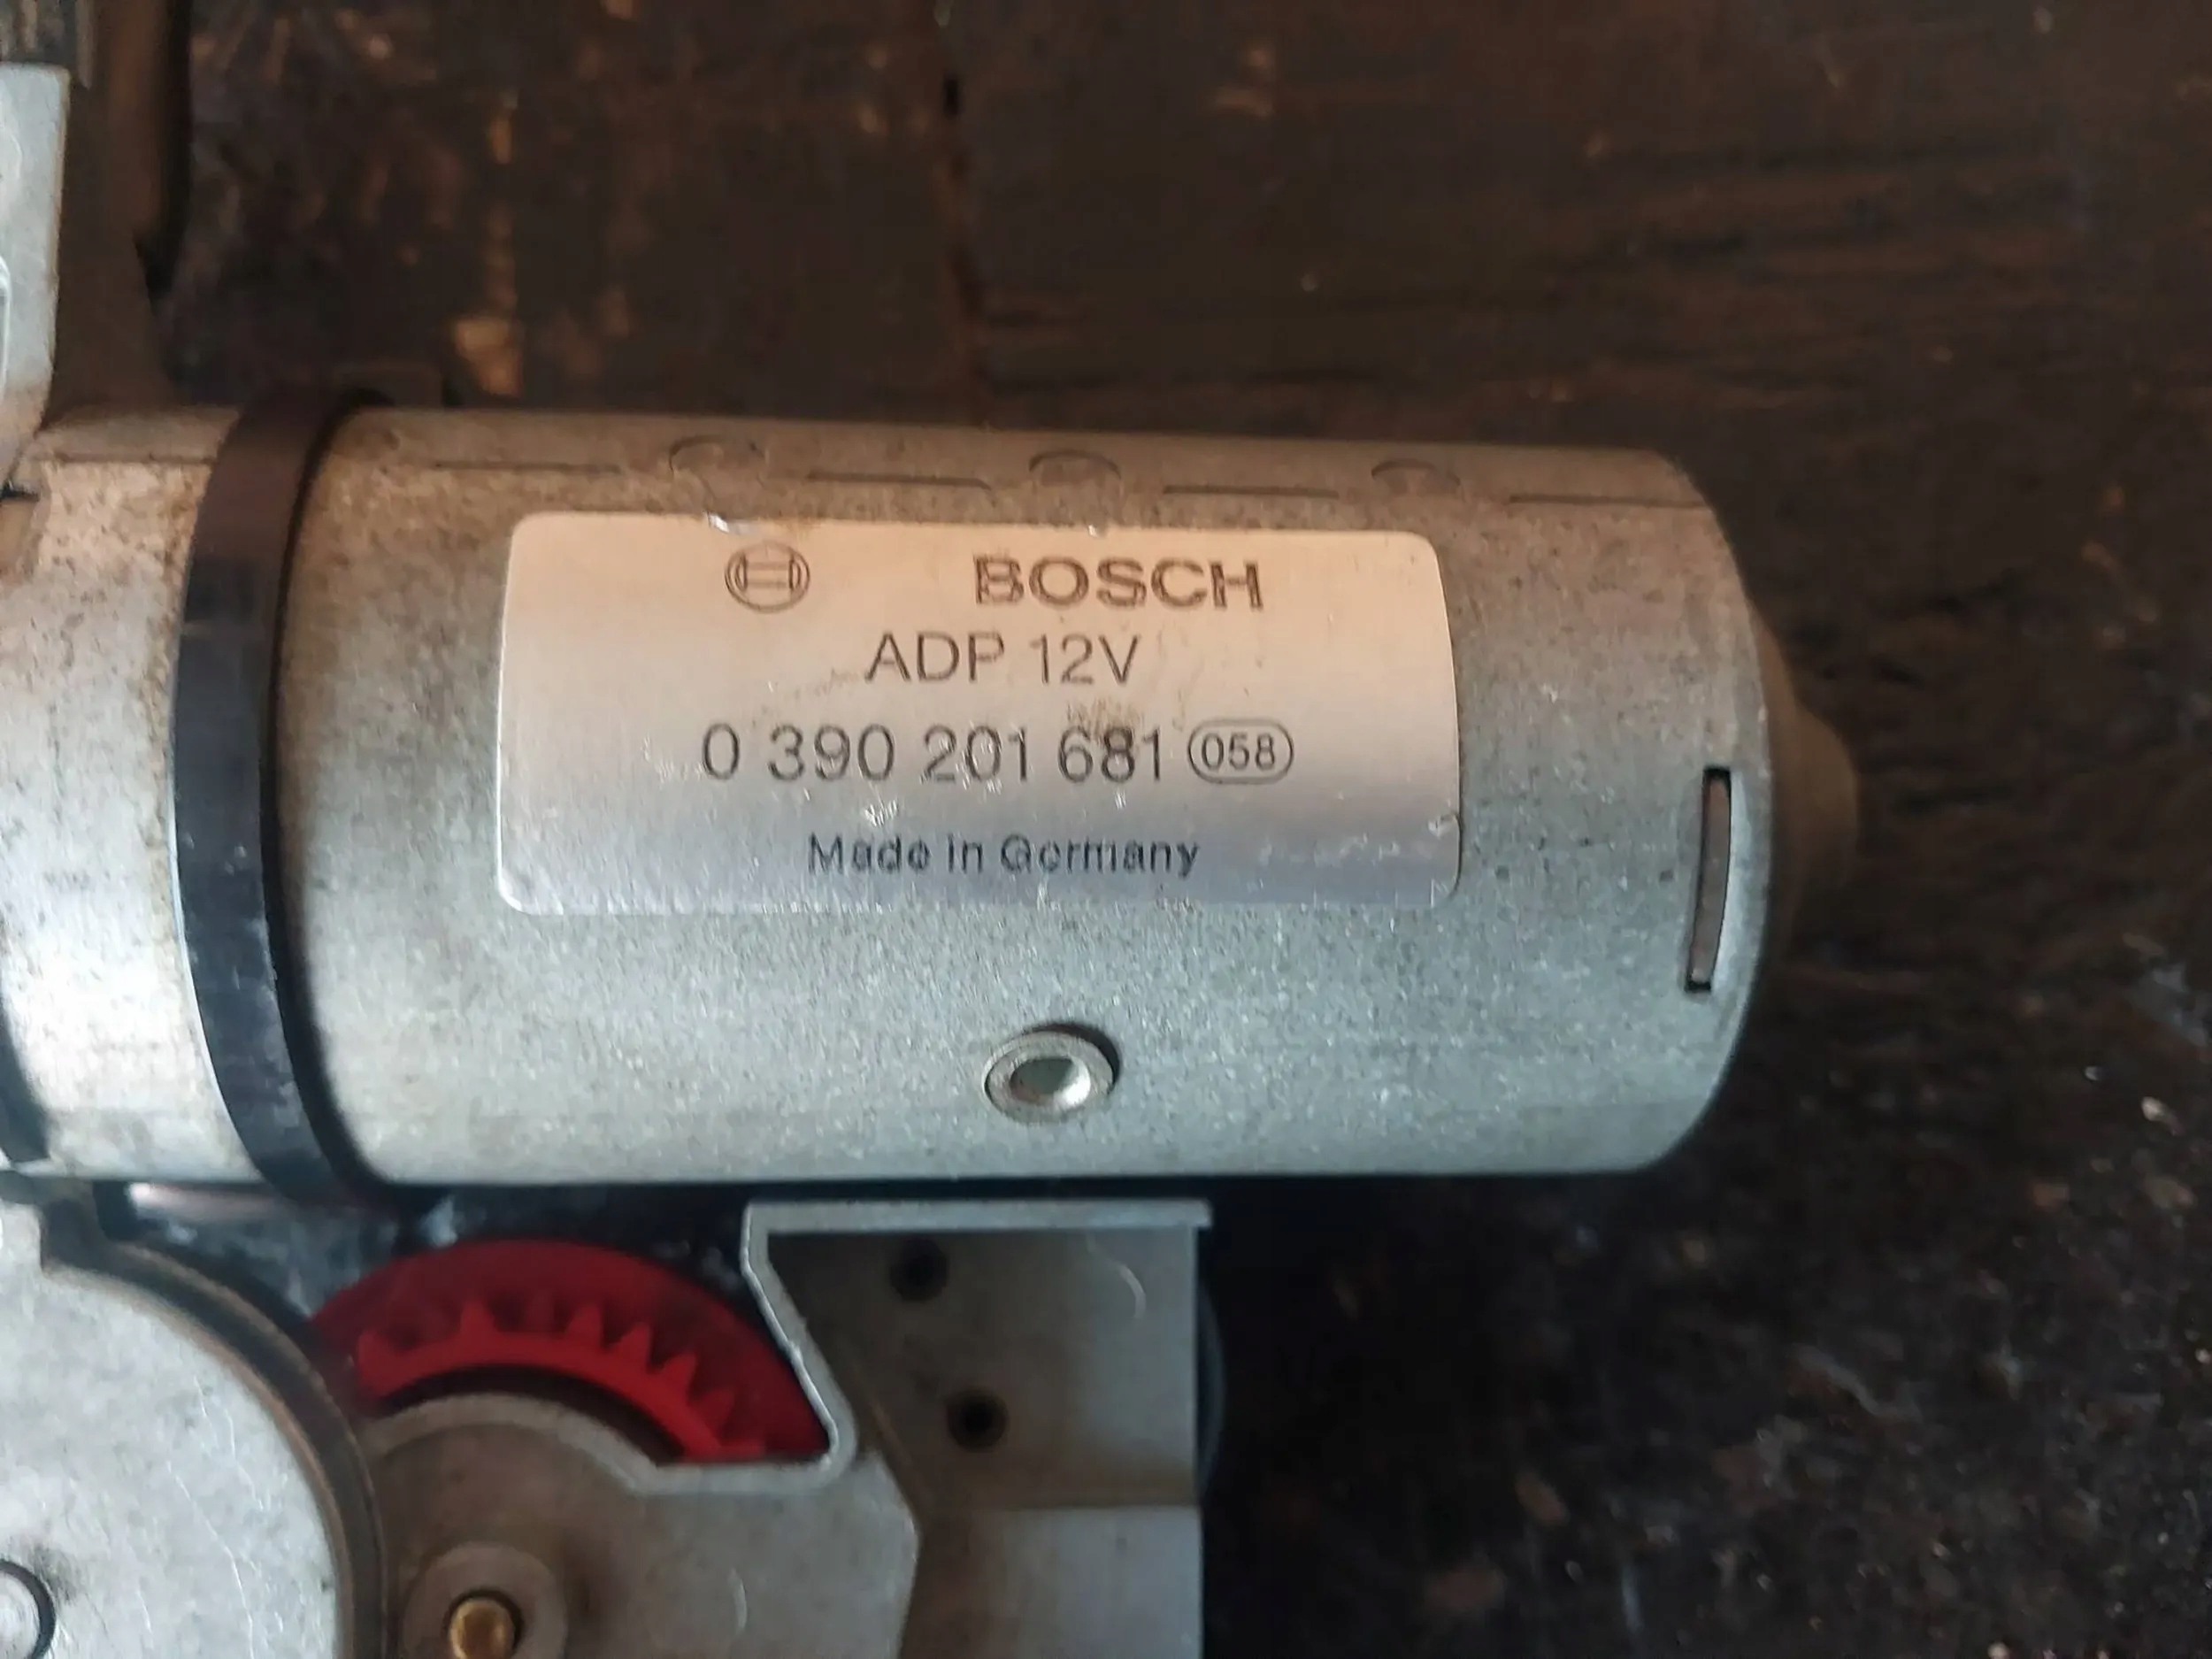 BOSCH
ADP 12V
0 390 201 681 058
Made in Germany